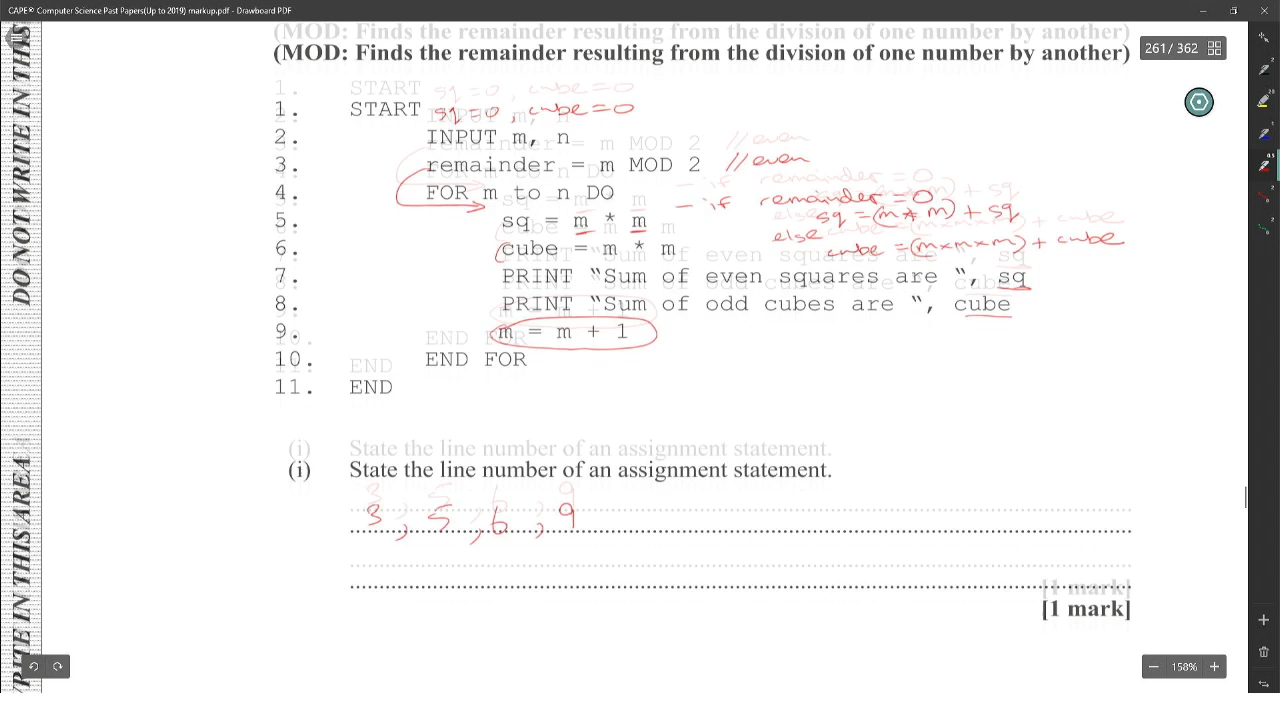 CAPE® Computer Science Past Papers(Up to 2019) markup.pdf - Drawboard PDF
(MOD: Finds the remainder resulting from the division of one number by another)
261 / 362
1. START sq = 0, cube = 0
2. INPUT m, n
3. remainder = m MOD 2 // even
4. FOR m to n DO - if remainder = 0
5. sq = m * m sq = (m * m) + sq
else
6. cube = m * m cube = (m×m×m) + cube
7. PRINT "Sum of even squares are ", sq
8. PRINT "Sum of odd cubes are ", cube
9. m = m + 1
10. END FOR
11. END
(i) State the line number of an assignment statement.
3, 5, 6, 9
[1 mark]
DO NOT WRITE IN THIS
RITE IN THIS AREA
158%